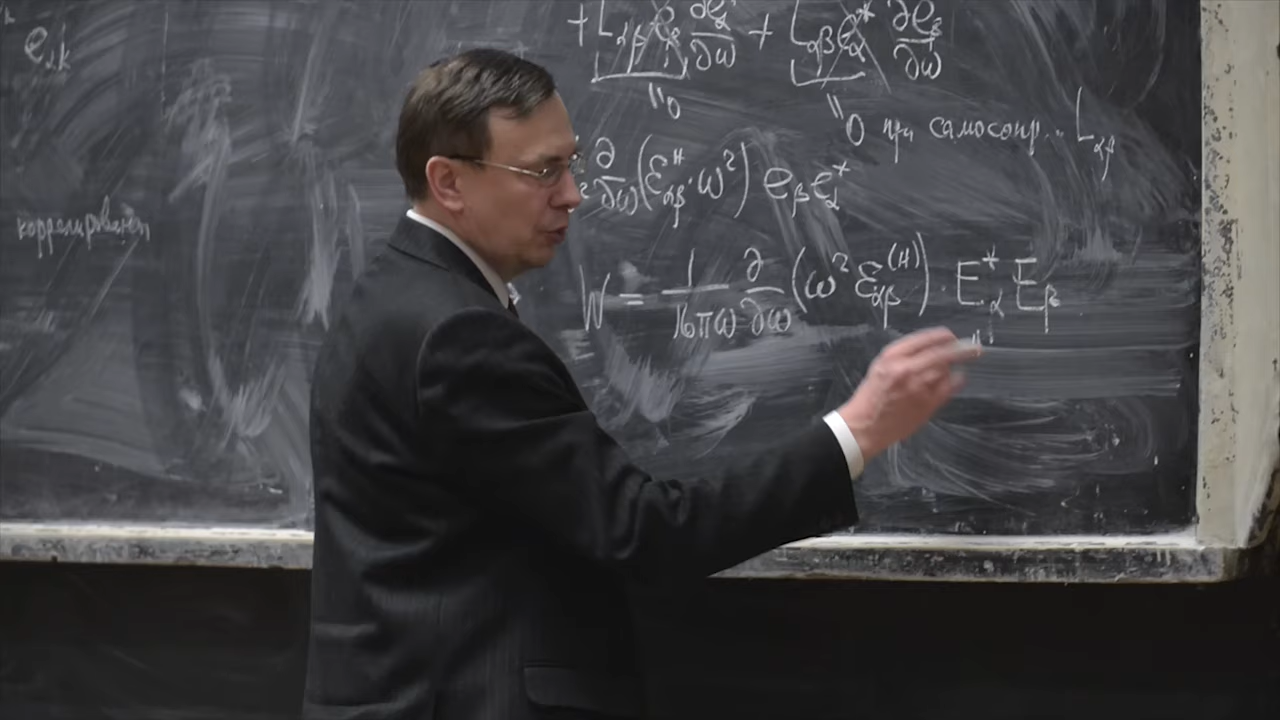 e_{αk}
+ L_{αβ} e_β ∂e_α^*/∂ω + L_{αβ} e_α^* ∂e_β/∂ω
"0
"0 при самосопр... L_{αβ}
∂/∂ω (ε_{αβ}^H · ω²) e_β e_α^*
коррелировант
W = 1/16πω ∂/∂ω (ω² ε_{αβ}^{(H)}) · E_α^* E_β